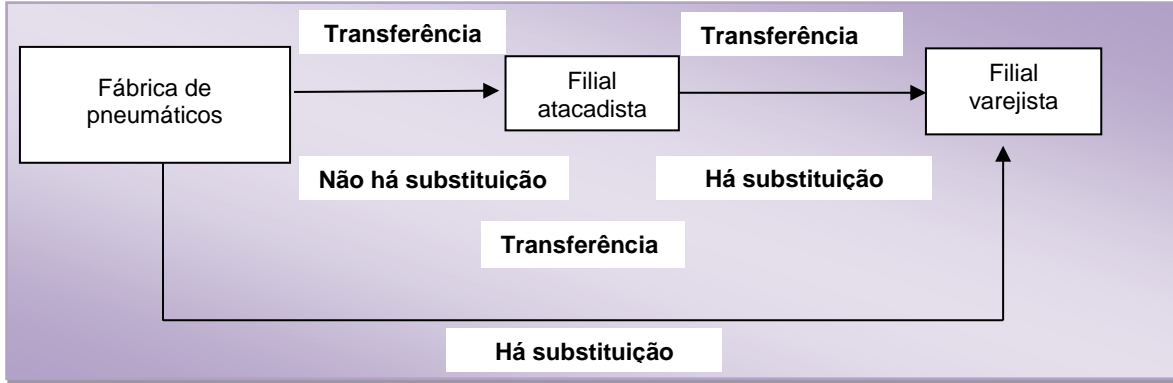 Transferência
Transferência
Fábrica de
pneumáticos
Filial
atacadista
Filial
varejista
Não há substituição
Há substituição
Transferência
Há substituição